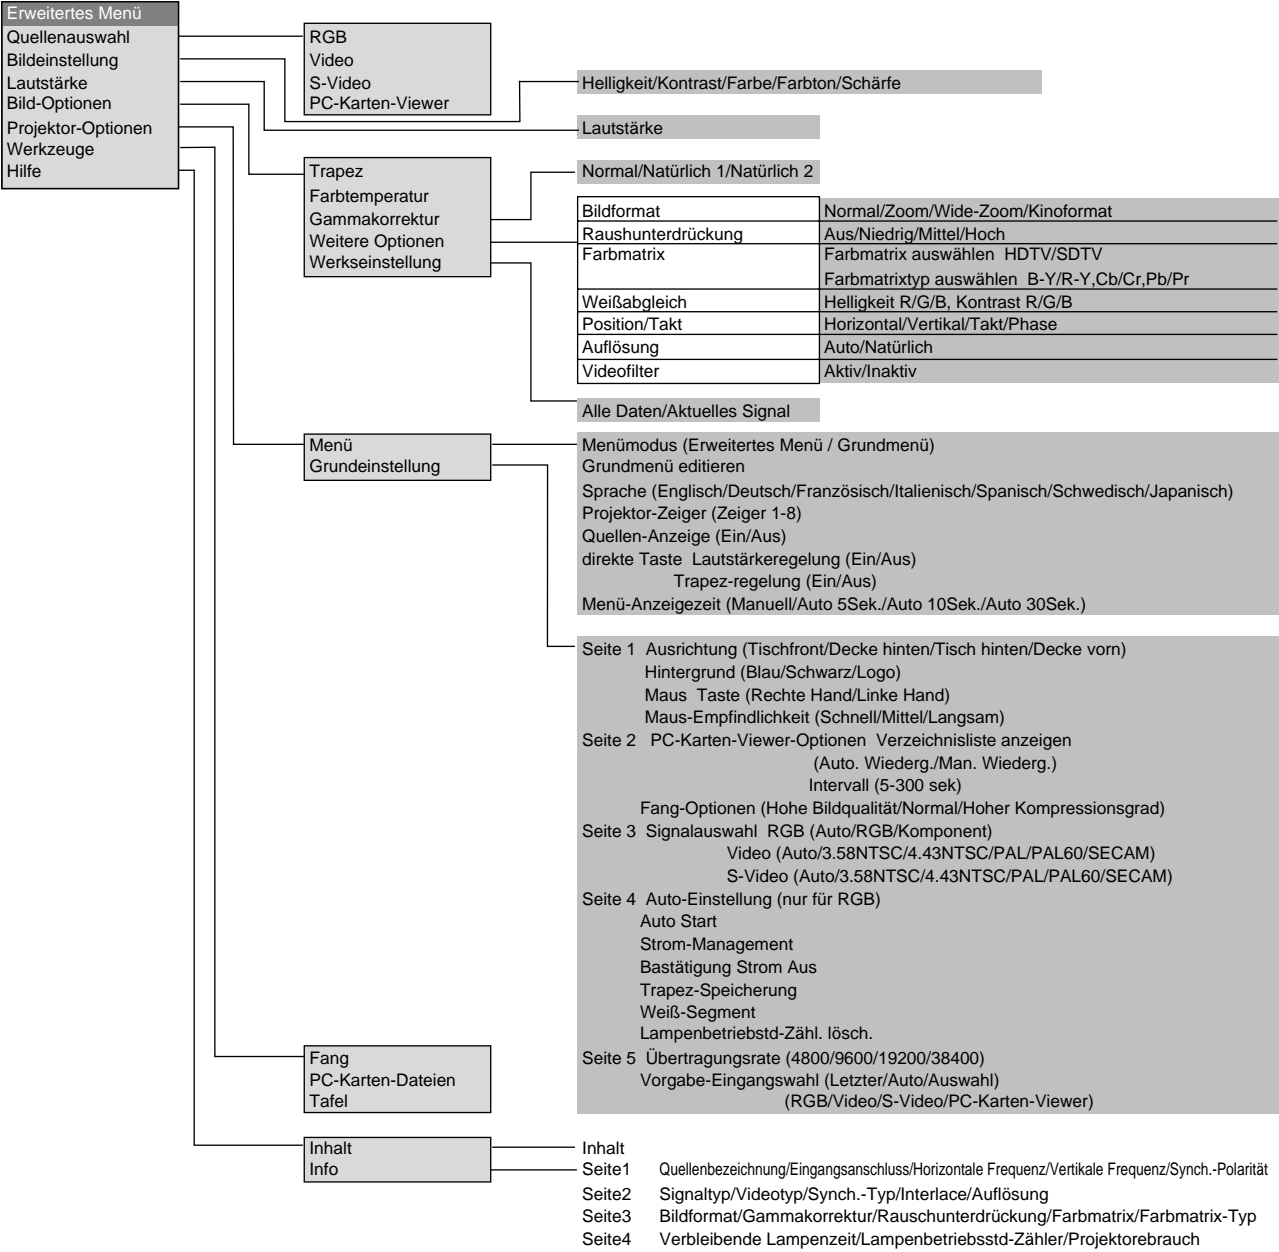 Erweitertes Menü
Quellenauswahl
Bildeinstellung
Lautstärke
Bild-Optionen
Projektor-Optionen
Werkzeuge
Hilfe
RGB
Video
S-Video
PC-Karten-Viewer
Helligkeit/Kontrast/Farbe/Farbton/Schärfe
Lautstärke
Trapez
Farbtemperatur
Gammakorrektur
Weitere Optionen
Werkseinstellung
Normal/Natürlich 1/Natürlich 2
Bildformat Normal/Zoom/Wide-Zoom/Kinoformat
Raushunterdrückung Aus/Niedrig/Mittel/Hoch
Farbmatrix Farbmatrix auswählen HDTV/SDTV
Farbmatrixtyp auswählen B-Y/R-Y,Cb/Cr,Pb/Pr
Weißabgleich Helligkeit R/G/B, Kontrast R/G/B
Position/Takt Horizontal/Vertikal/Takt/Phase
Auflösung Auto/Natürlich
Videofilter Aktiv/Inaktiv
Alle Daten/Aktuelles Signal
Menü
Grundeinstellung
Menümodus (Erweitertes Menü / Grundmenü)
Grundmenü editieren
Sprache (Englisch/Deutsch/Französisch/Italienisch/Spanisch/Schwedisch/Japanisch)
Projektor-Zeiger (Zeiger 1-8)
Quellen-Anzeige (Ein/Aus)
direkte Taste Lautstärkeregelung (Ein/Aus)
Trapez-regelung (Ein/Aus)
Menü-Anzeigezeit (Manuell/Auto 5Sek./Auto 10Sek./Auto 30Sek.)
Seite 1 Ausrichtung (Tischfront/Decke hinten/Tisch hinten/Decke vorn)
Hintergrund (Blau/Schwarz/Logo)
Maus Taste (Rechte Hand/Linke Hand)
Maus-Empfindlichkeit (Schnell/Mittel/Langsam)
Seite 2 PC-Karten-Viewer-Optionen Verzeichnisliste anzeigen
(Auto. Wiederg./Man. Wiederg.)
Intervall (5-300 sek)
Fang-Optionen (Hohe Bildqualität/Normal/Hoher Kompressionsgrad)
Seite 3 Signalauswahl RGB (Auto/RGB/Komponent)
Video (Auto/3.58NTSC/4.43NTSC/PAL/PAL60/SECAM)
S-Video (Auto/3.58NTSC/4.43NTSC/PAL/PAL60/SECAM)
Seite 4 Auto-Einstellung (nur für RGB)
Auto Start
Strom-Management
Bastätigung Strom Aus
Trapez-Speicherung
Weiß-Segment
Lampenbetriebstd-Zähl. lösch.
Seite 5 Übertragungsrate (4800/9600/19200/38400)
Vorgabe-Eingangswahl (Letzter/Auto/Auswahl)
(RGB/Video/S-Video/PC-Karten-Viewer)
Fang
PC-Karten-Dateien
Tafel
Inhalt
Info
Inhalt
Seite1 Quellenbezeichnung/Eingangsanschluss/Horizontale Frequenz/Vertikale Frequenz/Synch.-Polarität
Seite2 Signaltyp/Videotyp/Synch.-Typ/Interlace/Auflösung
Seite3 Bildformat/Gammakorrektur/Rauschunterdrückung/Farbmatrix/Farbmatrix-Typ
Seite4 Verbleibende Lampenzeit/Lampenbetriebsstd-Zähler/Projektorebrauch